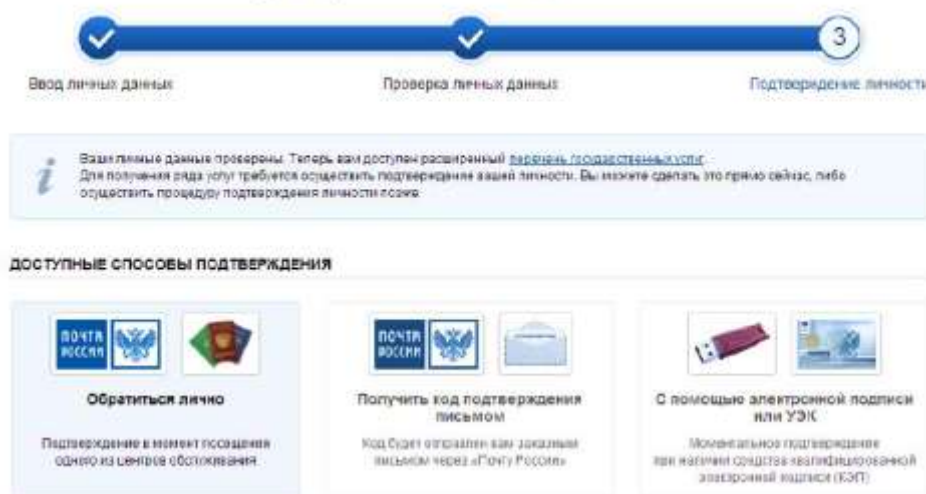 3
Ввод личных данных
Проверка личных данных
Подтверждение личности
Ваши личные данные проверены. Теперь вам доступен расширенный перечень государственных услуг.
Для получения ряда услуг требуется осуществить подтверждение вашей личности. Вы можете сделать это прямо сейчас, либо
осуществить процедуру подтверждения личности позже.
ДОСТУПНЫЕ СПОСОБЫ ПОДТВЕРЖДЕНИЯ
ПОЧТА
РОССИИ
Обратиться лично
Подтверждение в момент посещения
одного из центров обслуживания
ПОЧТА
РОССИИ
Получить код подтверждения
письмом
Код будет отправлен вам заказным
письмом через «Почту России»
С помощью электронной подписи
или УЭК
Моментальное подтверждение
при наличии средства квалифицированной
электронной подписи (КЭП)